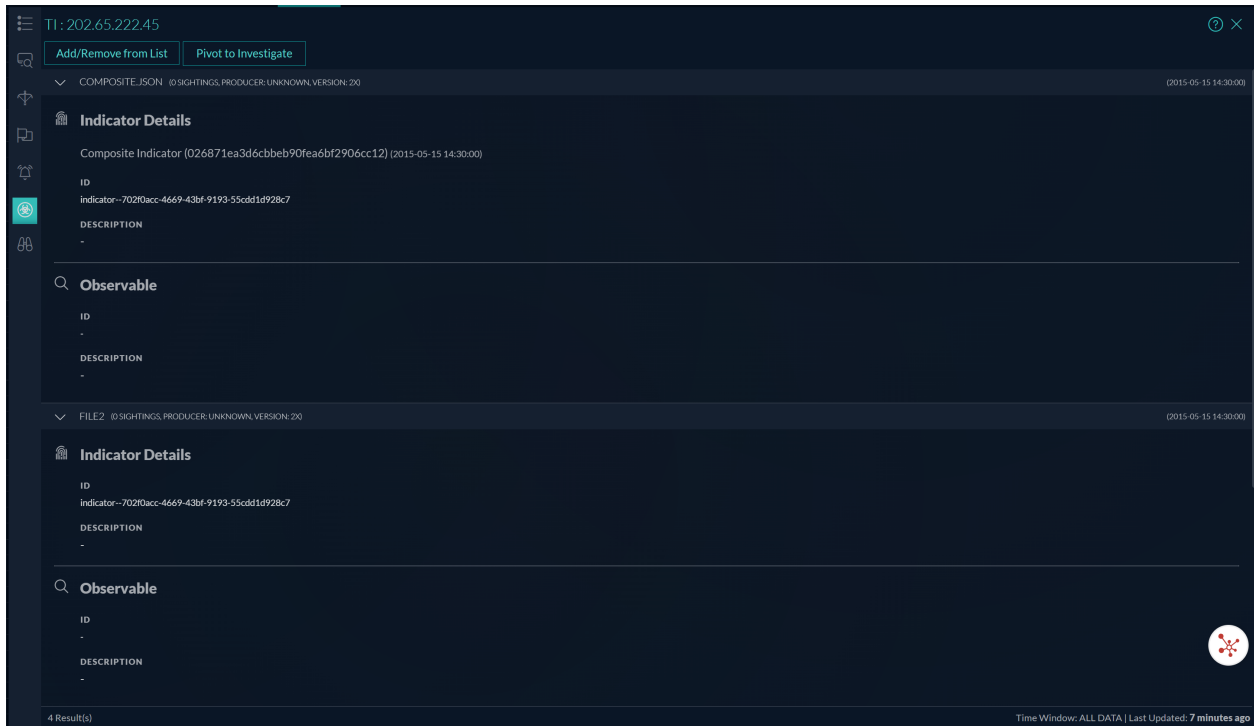 TI : 202.65.222.45
Add/Remove from List Pivot to Investigate
COMPOSITE.JSON (0 SIGHTINGS, PRODUCER: UNKNOWN, VERSION: 2X) (2015-05-15 14:30:00)
Indicator Details
Composite Indicator (026871ea3d6cbbeb90fea6bf2906cc12) (2015-05-15 14:30:00)
ID
indicator--702f0acc-4669-43bf-9193-55cdd1d928c7
DESCRIPTION
-
Observable
ID
-
DESCRIPTION
-
FILE2 (0 SIGHTINGS, PRODUCER: UNKNOWN, VERSION: 2X) (2015-05-15 14:30:00)
Indicator Details
ID
indicator--702f0acc-4669-43bf-9193-55cdd1d928c7
DESCRIPTION
-
Observable
ID
-
DESCRIPTION
-
4 Result(s) Time Window: ALL DATA | Last Updated: 7 minutes ago